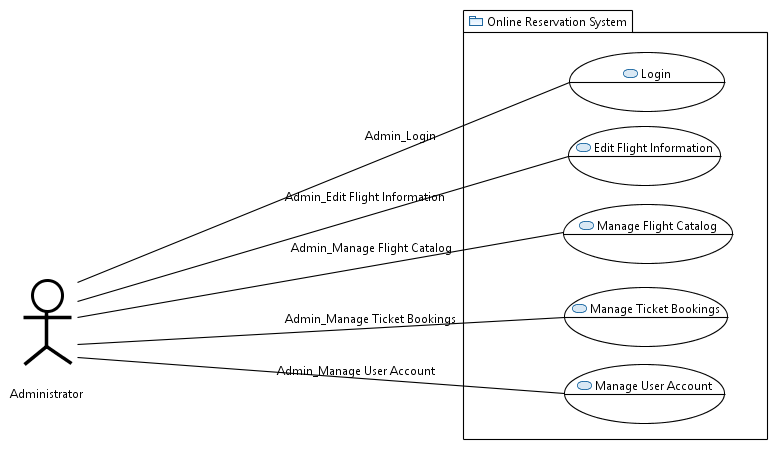 Online Reservation System
Login
Admin_Login
Edit Flight Information
Admin_Edit Flight Information
Manage Flight Catalog
Admin_Manage Flight Catalog
Manage Ticket Bookings
Admin_Manage Ticket Bookings
Admin_Manage User Account
Manage User Account
Administrator